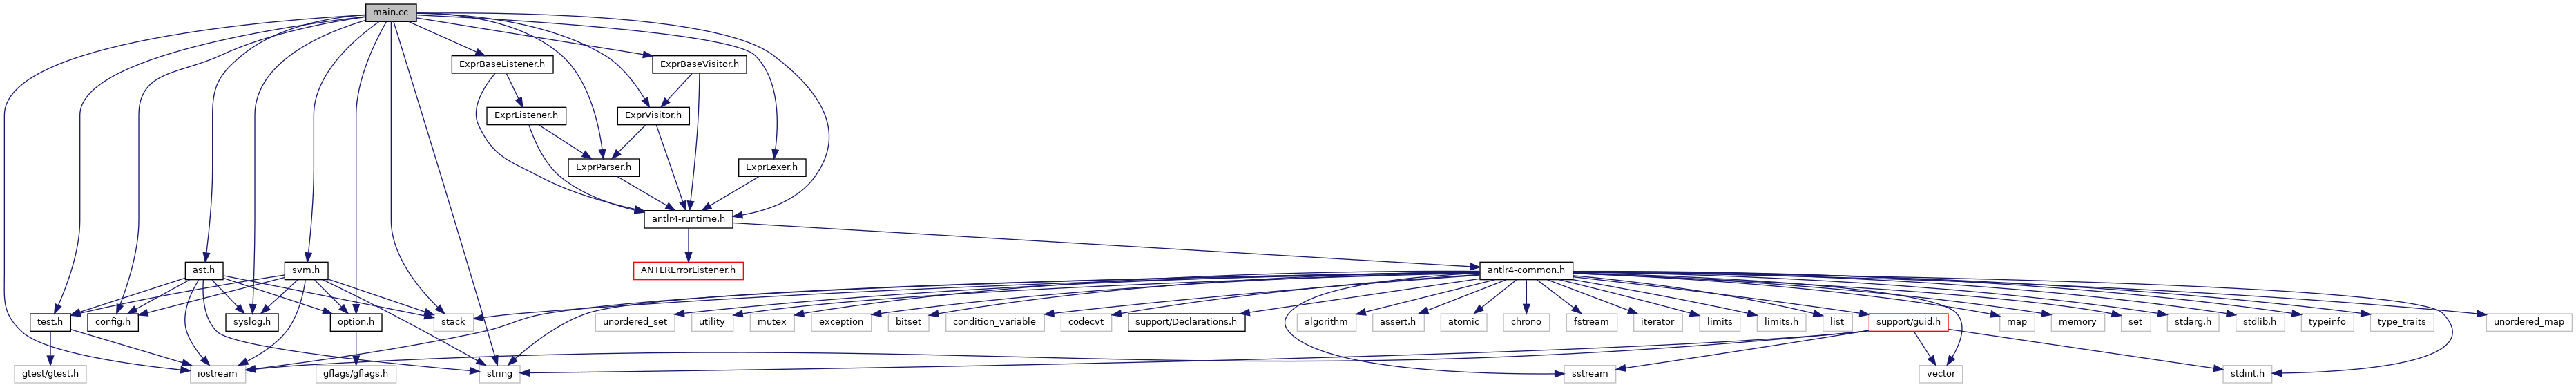 main.cc
ExprBaseListener.h
ExprBaseVisitor.h
ExprListener.h
ExprVisitor.h
ExprParser.h
ExprLexer.h
antlr4-runtime.h
ast.h
svm.h
ANTLRErrorListener.h
antlr4-common.h
test.h
config.h
syslog.h
option.h
stack
unordered_set
utility
mutex
exception
bitset
condition_variable
codecvt
support/Declarations.h
algorithm
assert.h
atomic
chrono
fstream
iterator
limits
limits.h
list
support/guid.h
map
memory
set
stdarg.h
stdlib.h
typeinfo
type_traits
unordered_map
gtest/gtest.h
iostream
gflags/gflags.h
string
sstream
vector
stdint.h